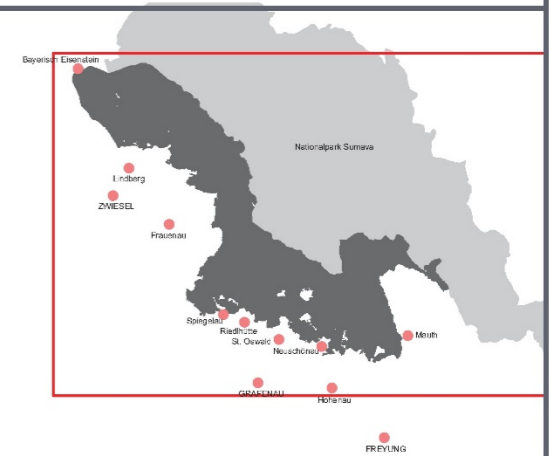 Bayerisch Eisenstein
Nationalpark Sumava
Lindberg
ZWIESEL
Frauenau
Spiegelau
Riedlhütte
St. Oswald
Neuschönau
Mauth
GRAFENAU
Hohenau
FREYUNG